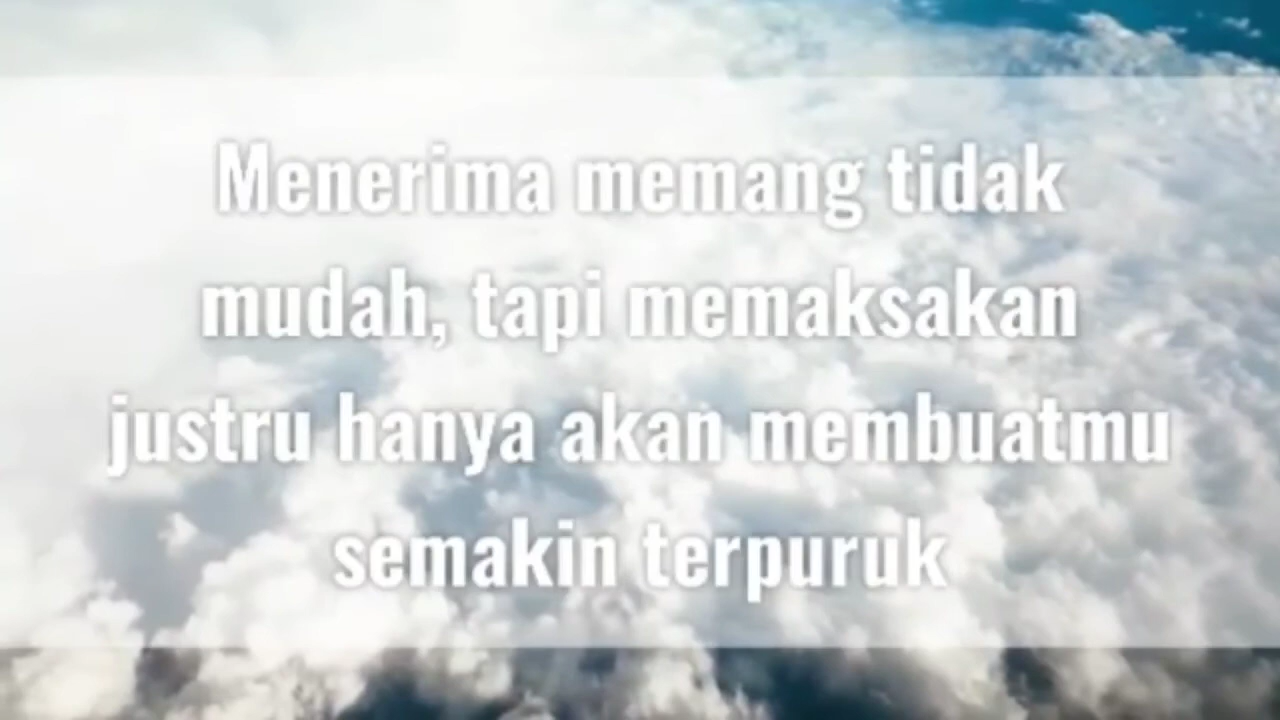 Menerima memang tidak
mudah, tapi memaksakan
justru hanya akan membuatmu
semakin terpuruk